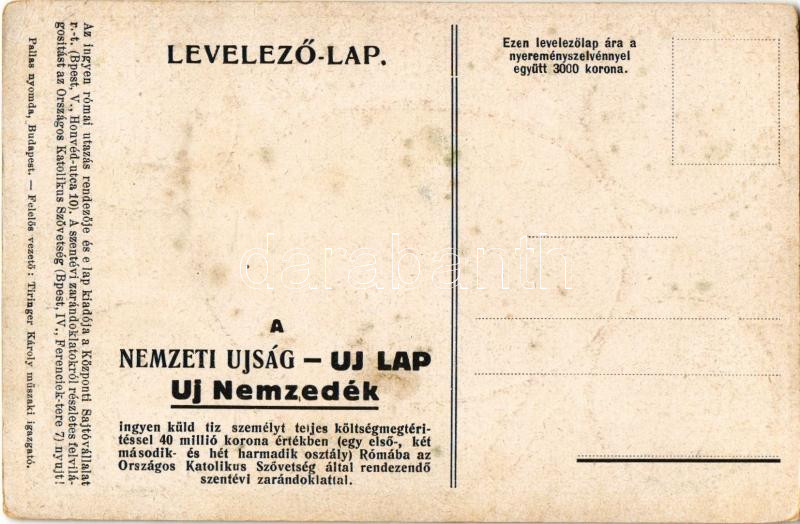 LEVELEZŐ-LAP.
Ezen levelezőlap ára a
nyereményszelvénnyel
együtt 3000 korona.
A
NEMZETI UJSÁG — UJ LAP
Uj Nemzedék
ingyen küld tiz személyt teljes költségmegtéri-
téssel 40 millió korona értékben (egy első-, két
második- és hét harmadik osztály) Rómába az
Országos Katolikus Szövetség által rendezendő
szentévi zarándoklattal.
Az ingyen római utazás rendezője és e lap kiadója a Központi Sajtóvállalat
r.-t. (Bpest, V., Honvéd-utca 10). A szentévi zarándoklatokról részletes felvilá-
gosítást az Országos Katolikus Szövetség (Bpest, IV., Ferenciek-tere 7) nyujt!
Pallas nyomda, Budapest. — Felelős vezető: Tiringer Károly műszaki igazgató.
darabanth